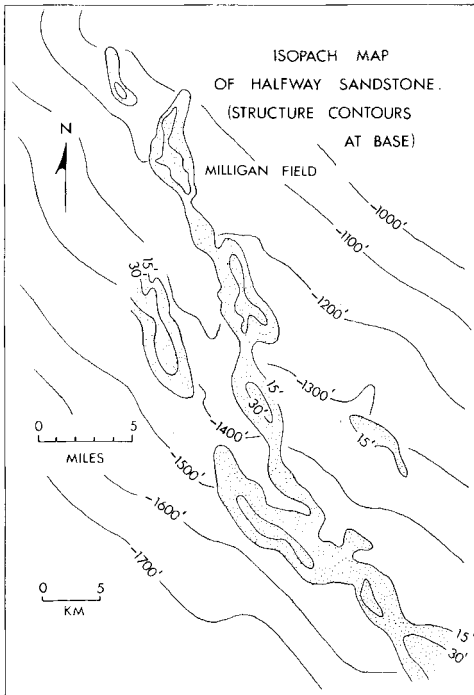 ISOPACH MAP
OF HALFWAY SANDSTONE.
(STRUCTURE CONTOURS
AT BASE)
N
MILLIGAN FIELD
-1000'
-1100'
-1200'
15'
30'
-1300'
15'
30'
0 5
MILES
-1400'
15'
-1500'
-1600'
-1700'
0 5
KM
15'
30'